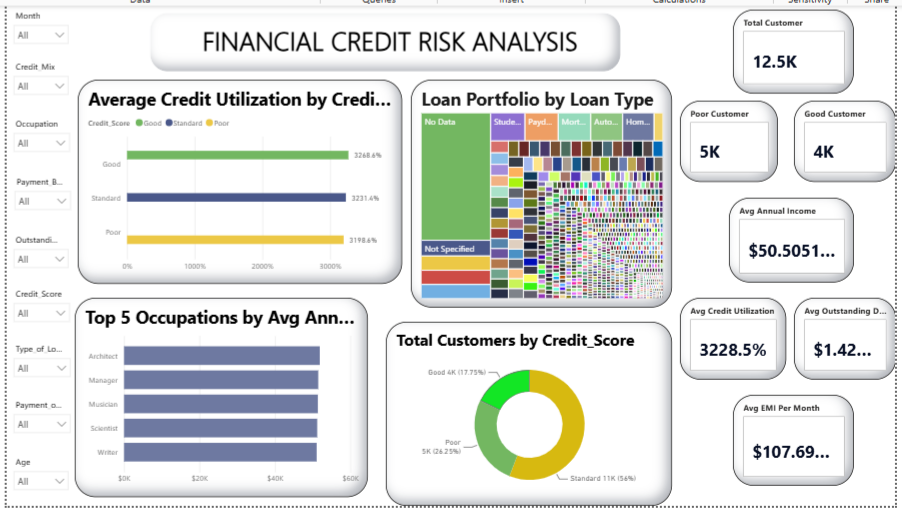 Data Queries Insert Calculations Sensitivity Share
FINANCIAL CREDIT RISK ANALYSIS
Month
All
Credit_Mix
All
Occupation
All
Payment_B...
All
Outstandi...
All
Credit_Score
All
Type_of_Lo...
All
Payment_o...
All
Age
All
Average Credit Utilization by Credi...
Credit_Score Good Standard Poor
Good 3268.6%
Standard 3231.4%
Poor 3198.6%
0% 1000% 2000% 3000%
Loan Portfolio by Loan Type
No Data
Stude...
Payd...
Mort...
Auto...
Hom...
Not Specified
Top 5 Occupations by Avg Ann...
Architect
Manager
Musician
Scientist
Writer
$0K $20K $40K $60K
Total Customers by Credit_Score
Good 4K (17.75%)
Poor
5K (26.25%)
Standard 11K (56%)
Total Customer
12.5K
Poor Customer
5K
Good Customer
4K
Avg Annual Income
$50.5051...
Avg Credit Utilization
3228.5%
Avg Outstanding D...
$1.42...
Avg EMI Per Month
$107.69...